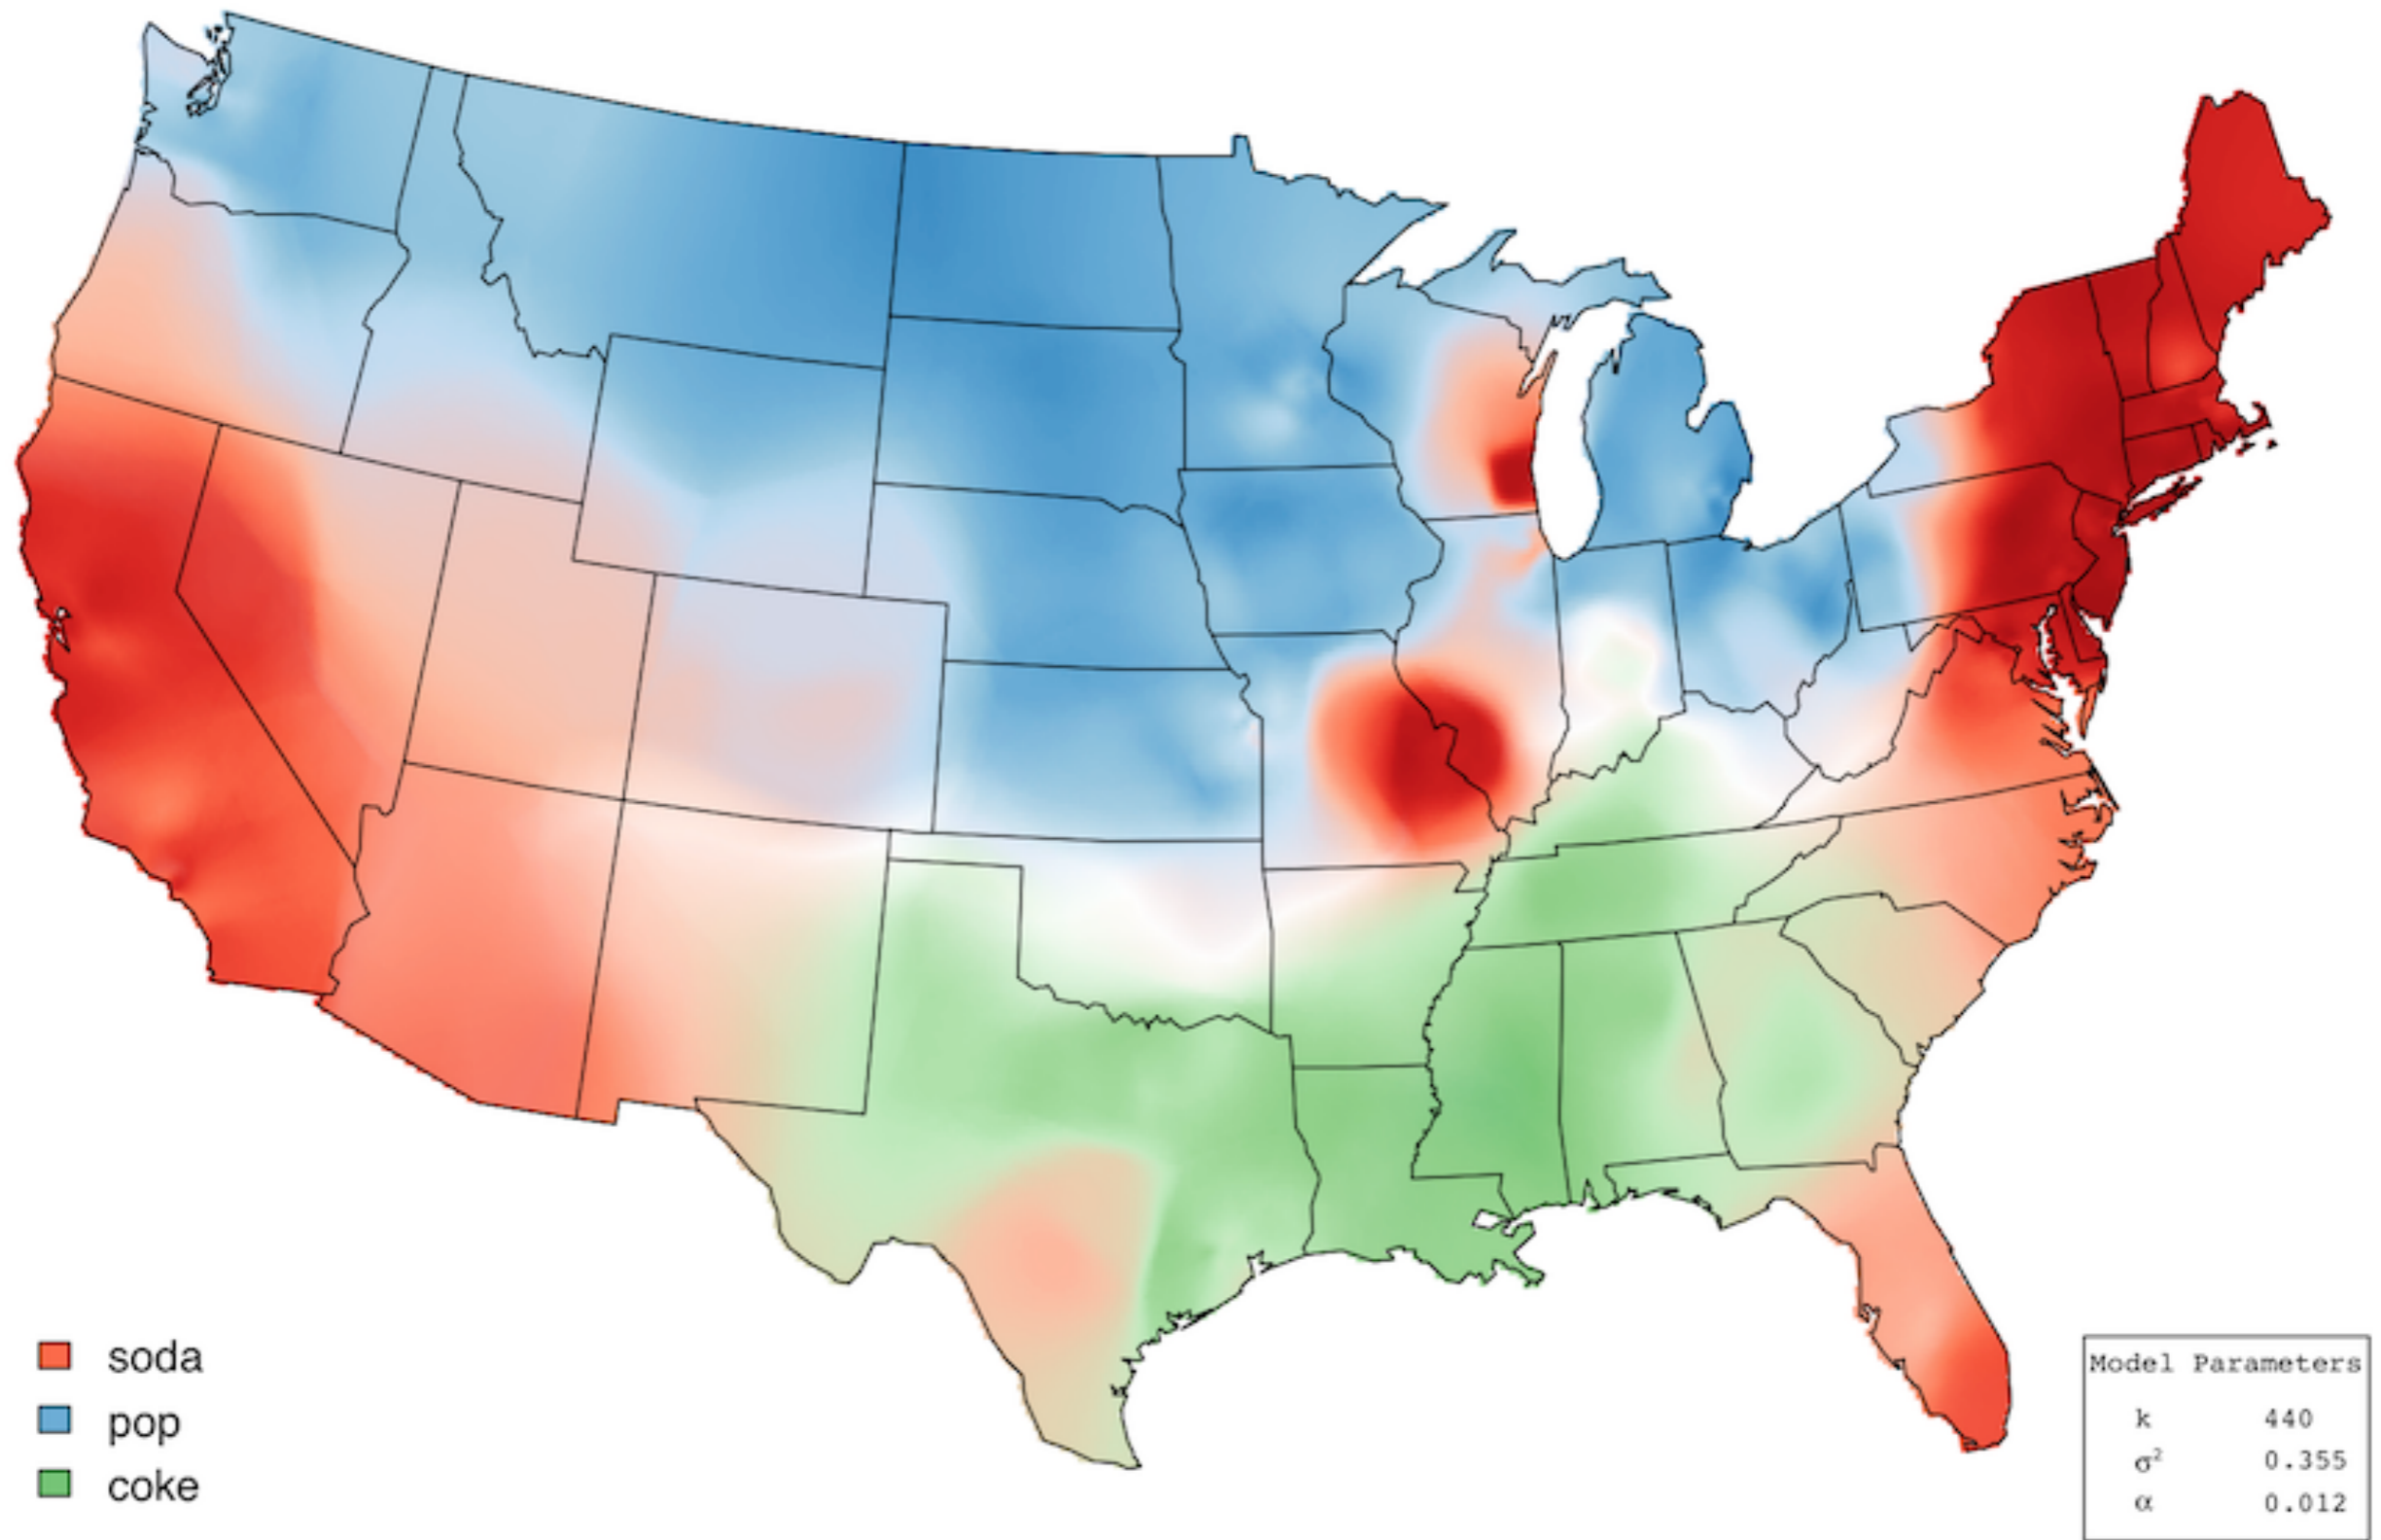 soda
pop
coke
Model Parameters
k 440
σ² 0.355
α 0.012